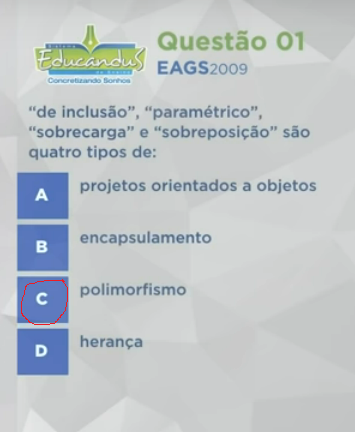 Sistema
Educandus
de Ensino
Concretizando Sonhos
Questão 01
EAGS2009
“de inclusão”, “paramétrico”,
“sobrecarga” e “sobreposição” são
quatro tipos de:
A projetos orientados a objetos
B encapsulamento
C polimorfismo
D herança